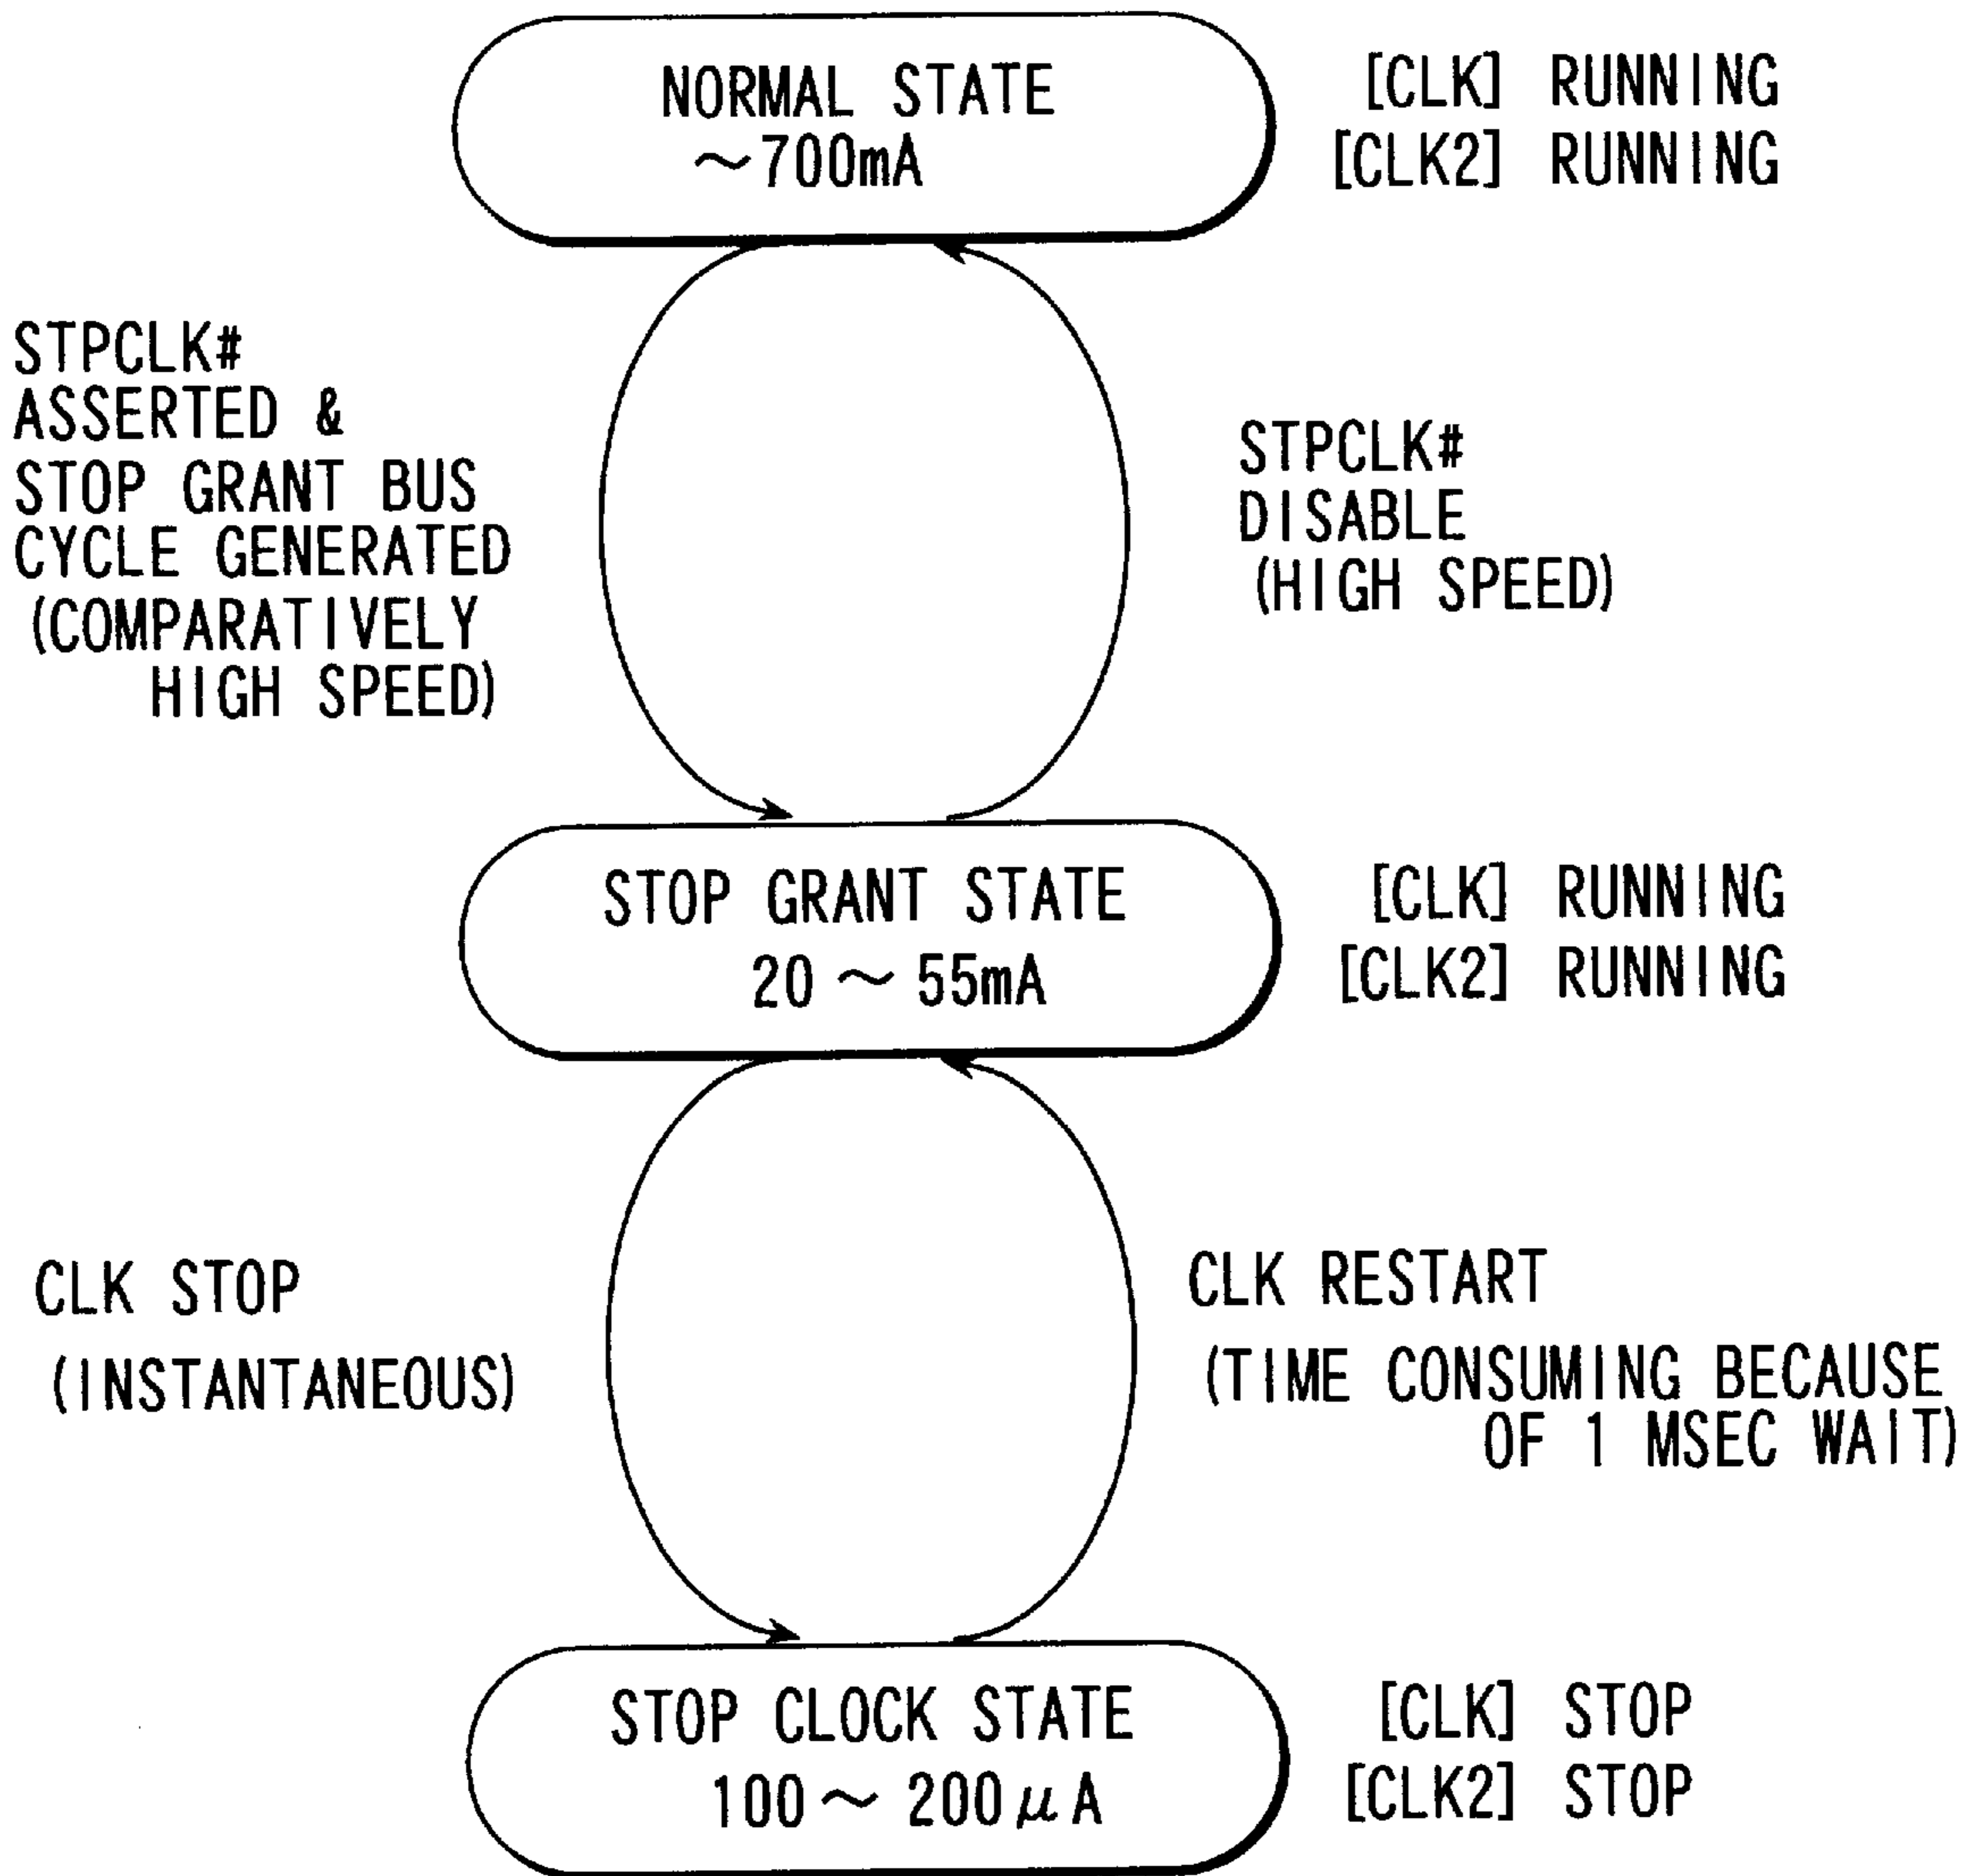 NORMAL STATE
~700mA
[CLK] RUNNING
[CLK2] RUNNING
STPCLK#
ASSERTED &
STOP GRANT BUS
CYCLE GENERATED
(COMPARATIVELY
HIGH SPEED)
STPCLK#
DISABLE
(HIGH SPEED)
STOP GRANT STATE
20 ~ 55mA
[CLK] RUNNING
[CLK2] RUNNING
CLK STOP
(INSTANTANEOUS)
CLK RESTART
(TIME CONSUMING BECAUSE
OF 1 MSEC WAIT)
STOP CLOCK STATE
100 ~ 200μA
[CLK] STOP
[CLK2] STOP